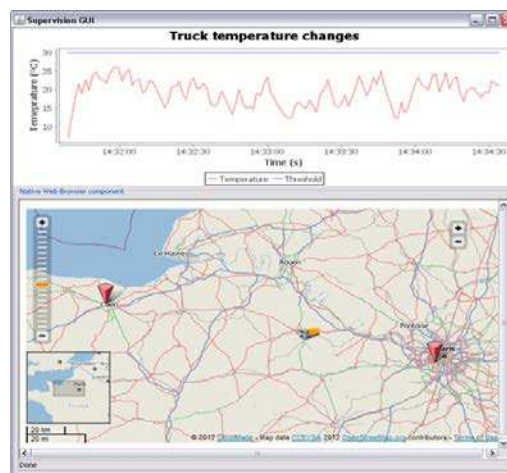 Supervision GUI
Truck temperature changes
Temeprature (°C)
30
25
20
15
10
14:32:00 14:32:30 14:33:00 14:33:30 14:34:00 14:34:30
Time (s)
Temperature Threshold
Native Web-Browser component
Le Havre
Rouen
Pontoise
20 km
20 mi
© 2012 CloudMade - Map data CCBYSA 2012 OpenStreetMap.org contributors - Terms of Use
Done